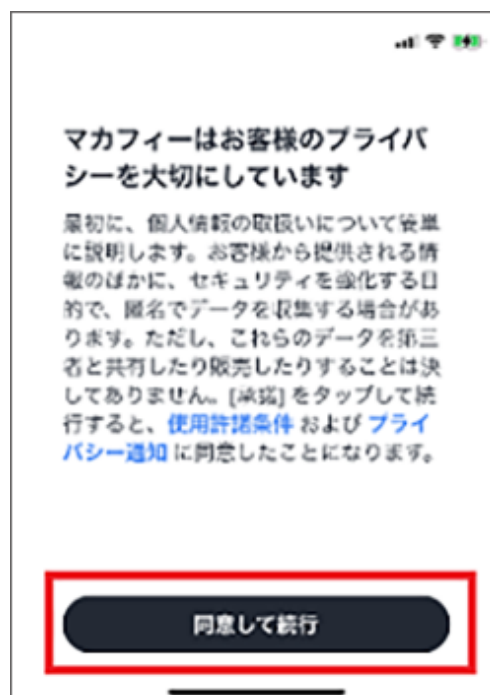 マカフィーはお客様のプライバ
シーを大切にしています
最初に、個人情報の取扱いについて簡単
に説明します。お客様から提供される情
報のほかに、セキュリティを強化する目
的で、匿名でデータを収集する場合があ
ります。ただし、これらのデータを第三
者と共有したり販売したりすることは決
してありません。[承諾] をタップして続
行すると、使用許諾条件 および プライ
バシー通知 に同意したことになります。
同意して続行